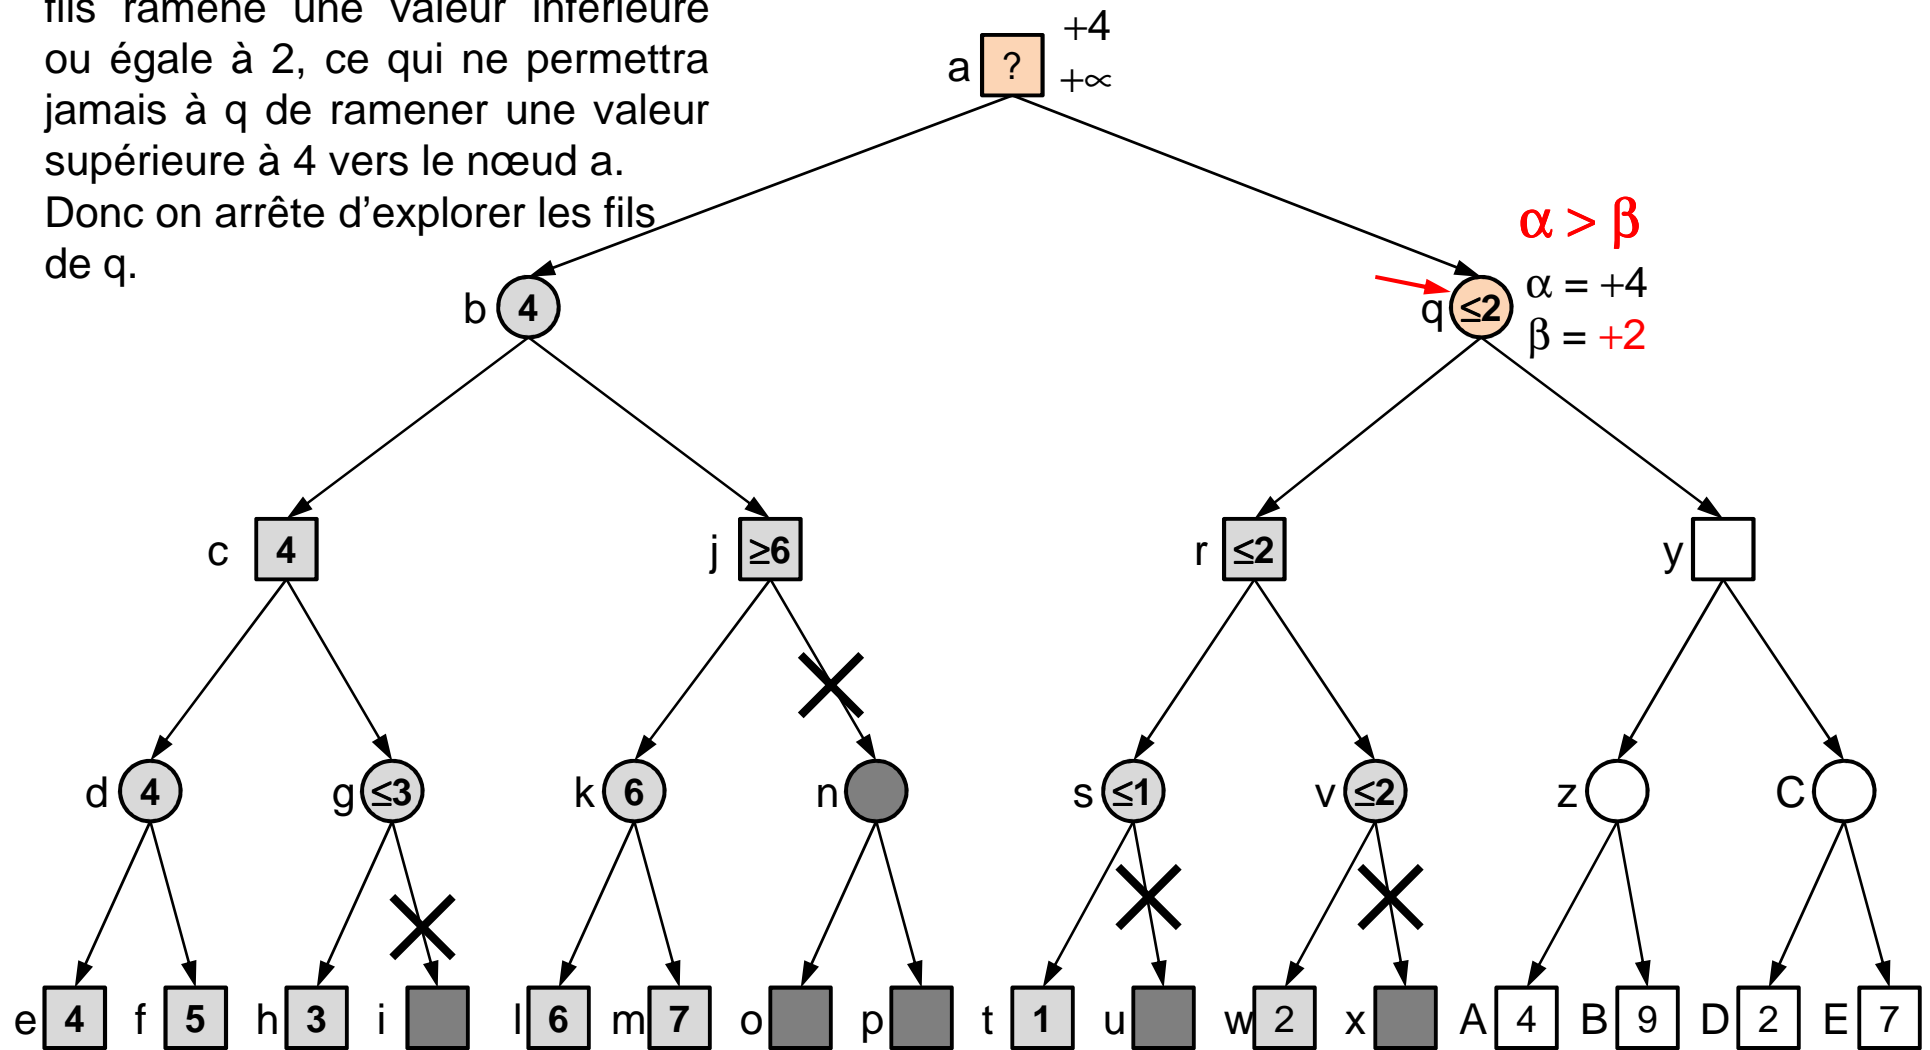 fils ramène une valeur inférieure
ou égale à 2, ce qui ne permettra
jamais à q de ramener une valeur
supérieure à 4 vers le nœud a.
Donc on arrête d'explorer les fils
de q.
+4
a ? +∝
α > β
α = +4
b 4 q ≤2
β = +2
c 4 j ≥6 r ≤2 y
d 4 g ≤3 k 6 n s ≤1 v ≤2 z C
e 4 f 5 h 3 i l 6 m 7 o p t 1 u w 2 x A 4 B 9 D 2 E 7